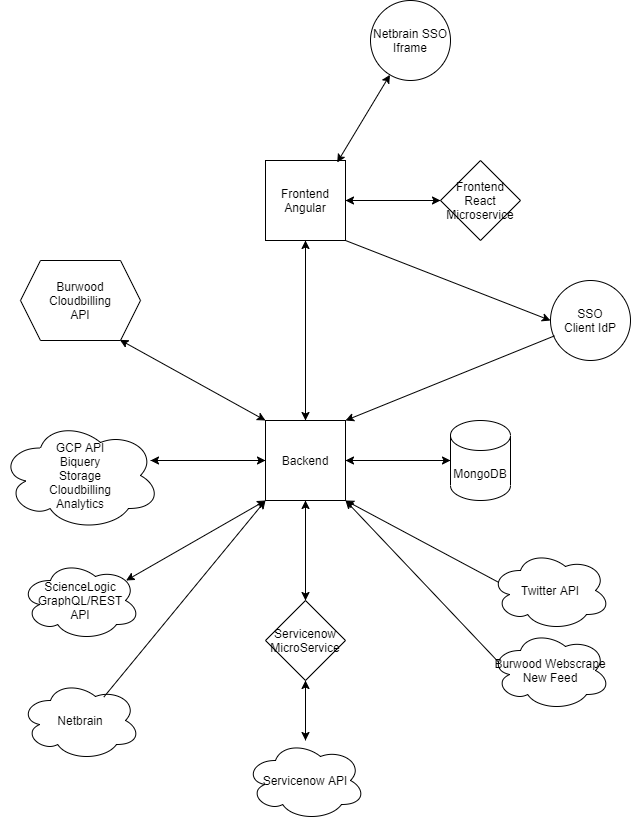 Netbrain SSO
Iframe
Frontend
Angular
Frontend
React
Microservice
Burwood
Cloudbilling
API
SSO
Client IdP
GCP API
Biquery
Storage
Cloudbilling
Analytics
Backend
MongoDB
ScienceLogic
GraphQL/REST
API
Twitter API
Servicenow
MicroService
Burwood Webscrape
New Feed
Netbrain
Servicenow API